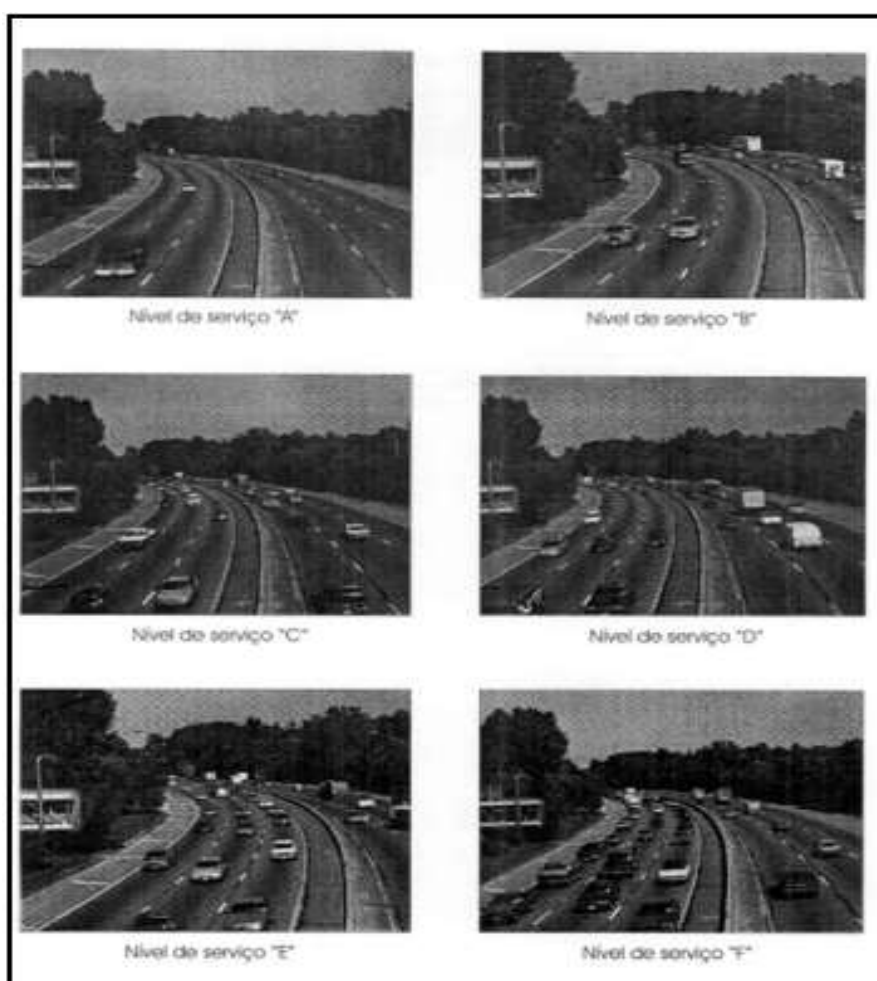 Nível de serviço "A"
Nível de serviço "B"
Nível de serviço "C"
Nível de serviço "D"
Nível de serviço "E"
Nível de serviço "F"